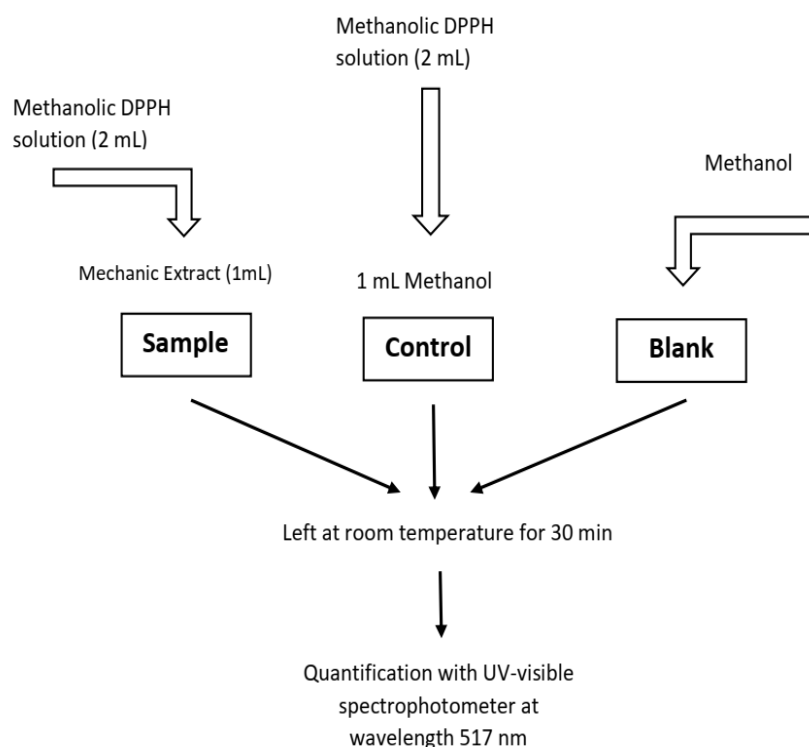 Methanolic DPPH
solution (2 mL)
Methanolic DPPH
solution (2 mL)
Methanol
Mechanic Extract (1mL)
1 mL Methanol
Sample
Control
Blank
Left at room temperature for 30 min
Quantification with UV-visible
spectrophotometer at
wavelength 517 nm